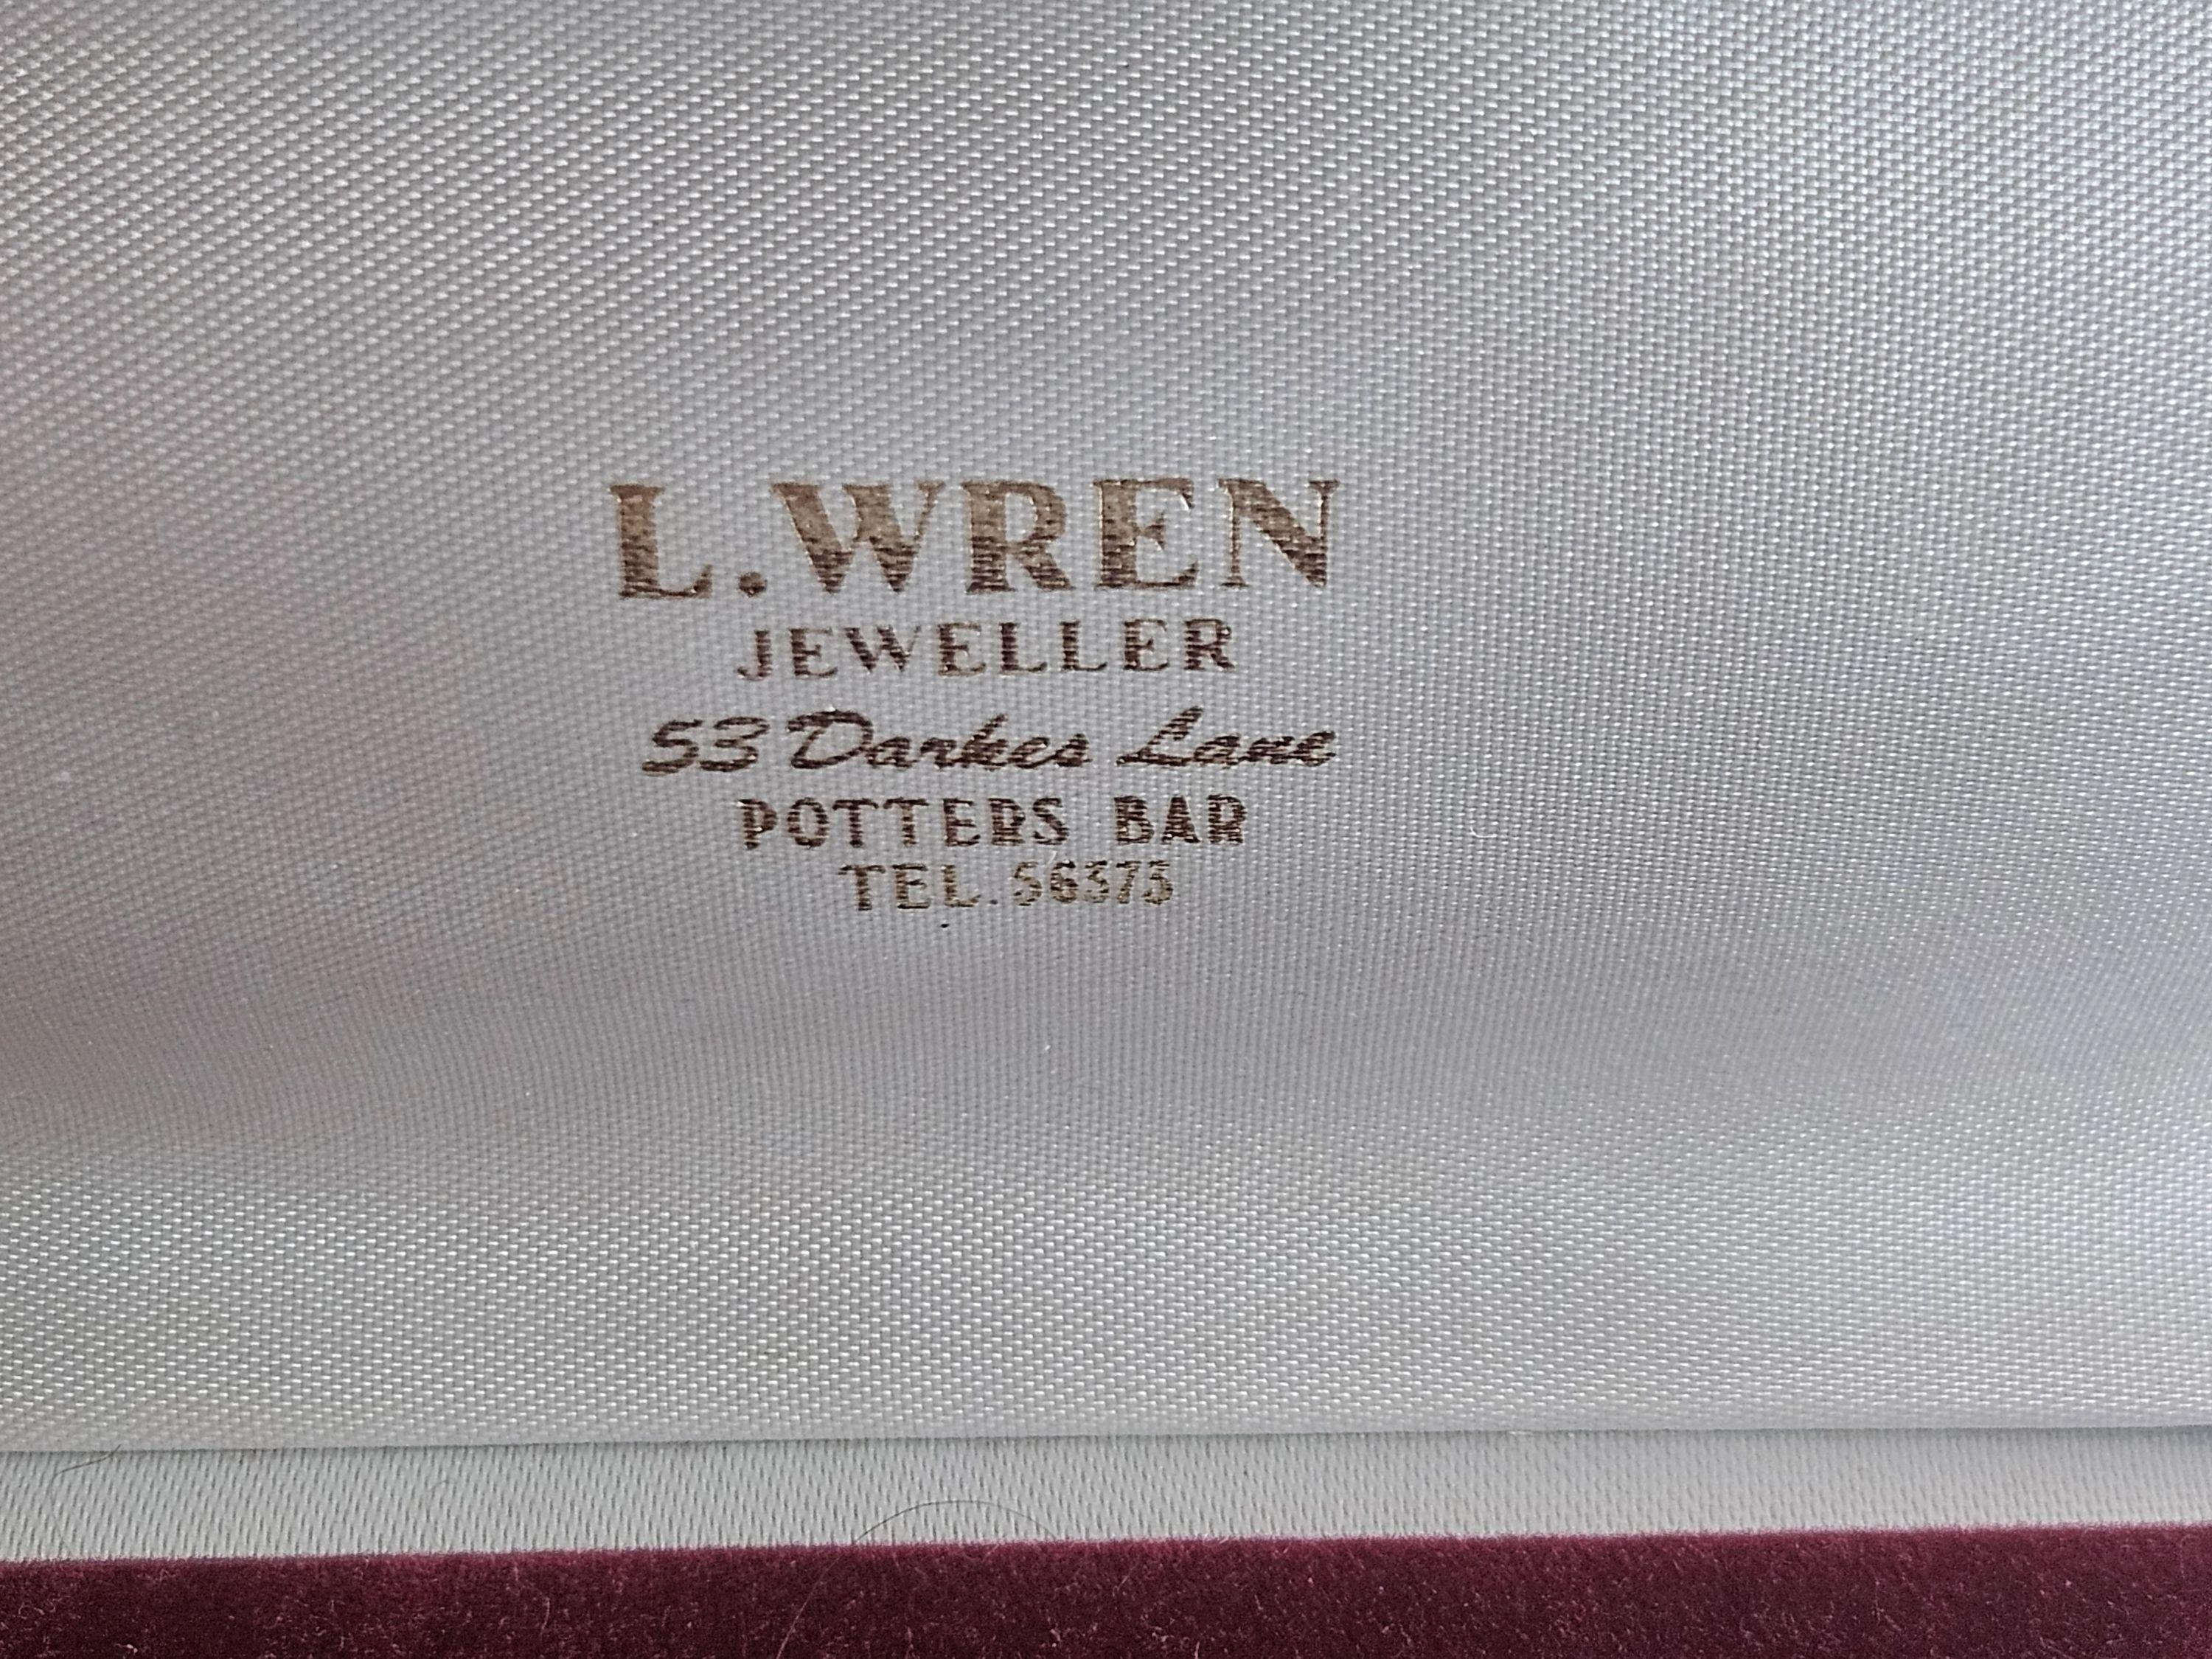 L.WREN
JEWELLER
53 Darkes Lane
POTTERS BAR
TEL.56375